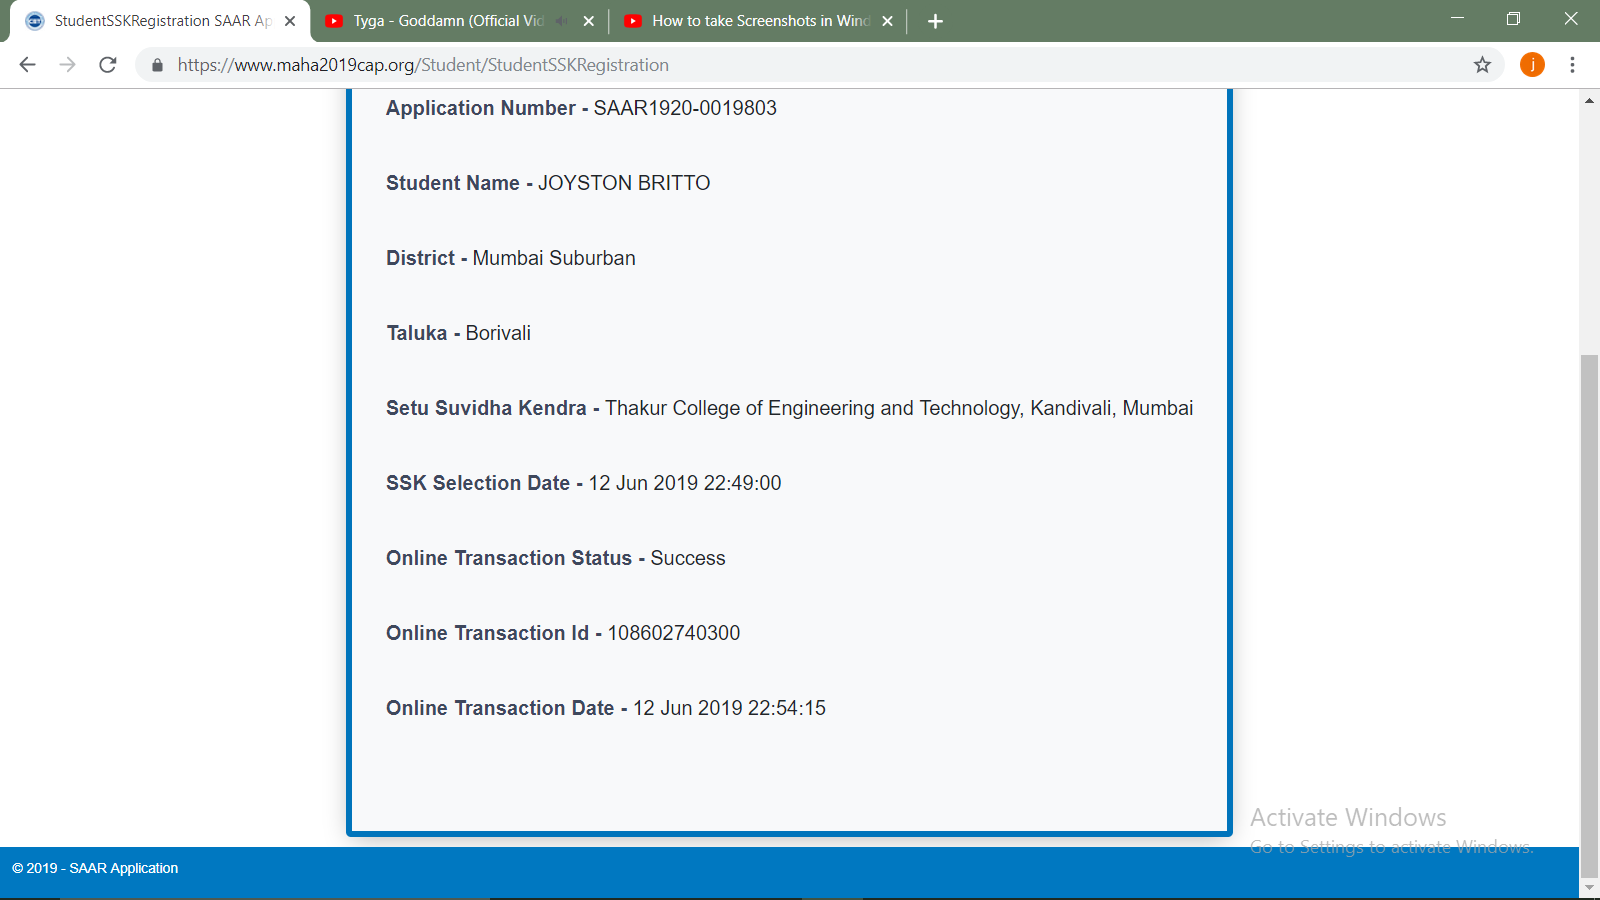 StudentSSKRegistration SAAR Ap
Tyga - Goddamn (Official Vid
How to take Screenshots in Wind
https://www.maha2019cap.org/Student/StudentSSKRegistration
j
Application Number - SAAR1920-0019803
Student Name - JOYSTON BRITTO
District - Mumbai Suburban
Taluka - Borivali
Setu Suvidha Kendra - Thakur College of Engineering and Technology, Kandivali, Mumbai
SSK Selection Date - 12 Jun 2019 22:49:00
Online Transaction Status - Success
Online Transaction Id - 108602740300
Online Transaction Date - 12 Jun 2019 22:54:15
Activate Windows
Go to Settings to activate Windows.
© 2019 - SAAR Application